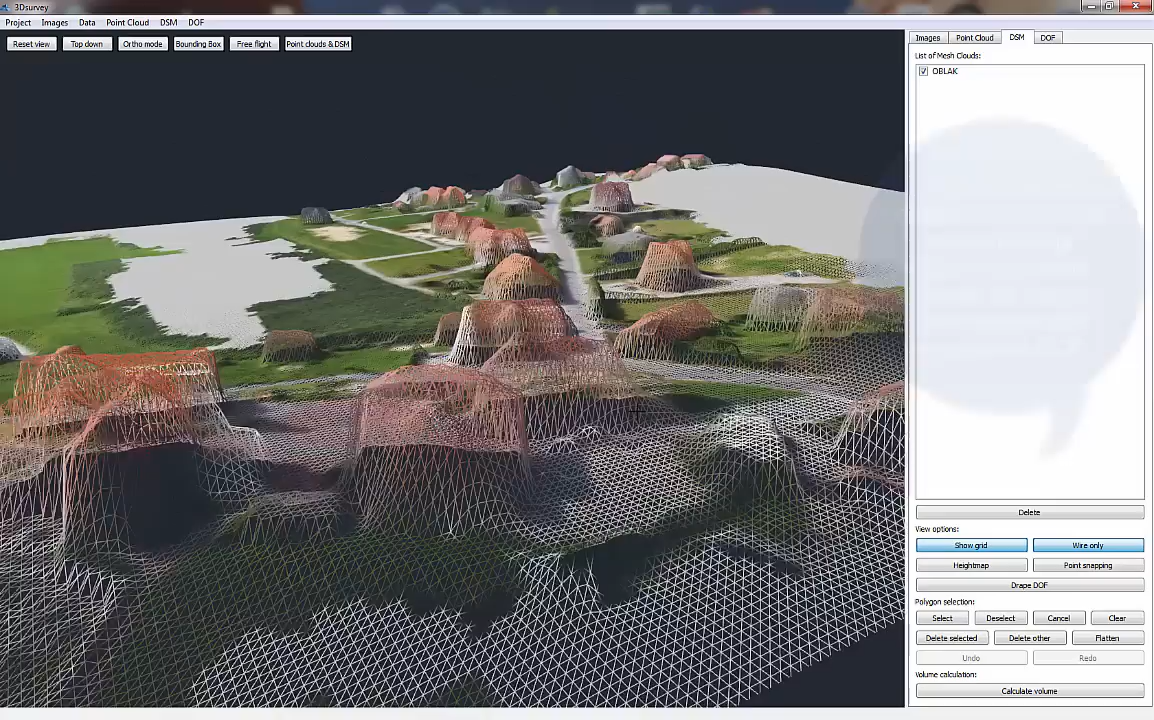 3Dsurvey
Project Images Data Point Cloud DSM DOF
Reset view Top down Ortho mode Bounding Box Free flight Point clouds & DSM
Images Point Cloud DSM DOF
List of Mesh Clouds:
OBLAK
Delete
View options:
Show grid Wire only
Heightmap Point snapping
Drape DOF
Polygon selection:
Select Deselect Cancel Clear
Delete selected Delete other Flatten
Undo Redo
Volume calculation:
Calculate volume